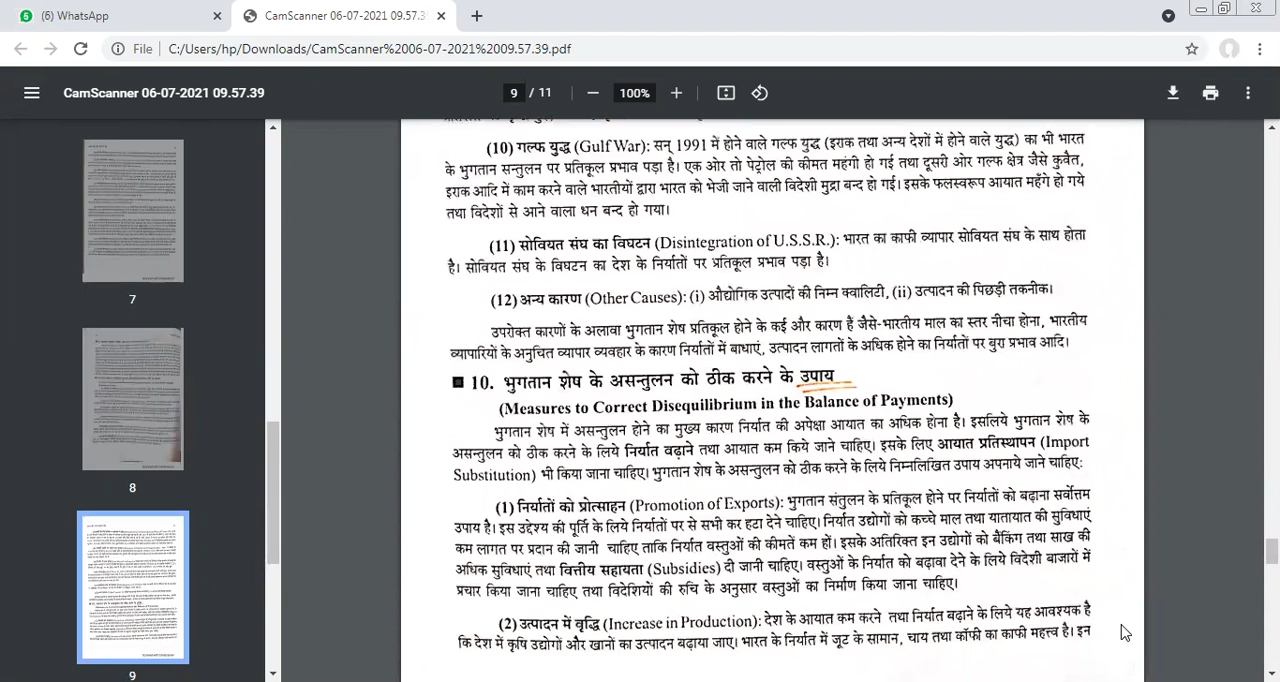 (6) WhatsApp
CamScanner 06-07-2021 09.57.3
File C:/Users/hp/Downloads/CamScanner%2006-07-2021%2009.57.39.pdf
CamScanner 06-07-2021 09.57.39
9 / 11
100%
(10) गल्फ युद्ध (Gulf War): सन् 1991 में होने वाले गल्फ युद्ध (इराक तथा अन्य देशों में होने वाले युद्ध) का भी भारत
के भुगतान सन्तुलन पर प्रतिकूल प्रभाव पड़ा है। एक ओर तो पेट्रोल की कीमत महंगी हो गई तथा दूसरी ओर गल्फ क्षेत्र जैसे कुवैत,
इराक आदि में काम करने वाले भारतीयों द्वारा भारत को भेजी जाने वाली विदेशी मुद्रा बन्द हो गई। इसके फलस्वरूप आयात महँगे हो गये
तथा विदेशों से आने वाला धन बन्द हो गया।
(11) सोवियत संघ का विघटन (Disintegration of U.S.S.R.): भारत का काफी व्यापार सोवियत संघ के साथ होता
है। सोवियत संघ के विघटन का देश के निर्यातों पर प्रतिकूल प्रभाव पड़ा है।
(12) अन्य कारण (Other Causes): (i) औद्योगिक उत्पादों की निम्न क्वालिटी, (ii) उत्पादन की पिछड़ी तकनीक।
उपरोक्त कारणों के अलावा भुगतान शेष प्रतिकूल होने के कई और कारण है जैसे-भारतीय माल का स्तर नीचा होना, भारतीय
व्यापारियों के अनुचित व्यापार व्यवहार के कारण निर्यातों में बाधाएं, उत्पादन लागतों के अधिक होने का निर्यातों पर बुरा प्रभाव आदि।
10. भुगतान शेष के असन्तुलन को ठीक करने के उपाय
(Measures to Correct Disequilibrium in the Balance of Payments)
भुगतान शेष में असन्तुलन होने का मुख्य कारण निर्यात की अपेक्षा आयात का अधिक होना है। इसलिये भुगतान शेष के
असन्तुलन को ठीक करने के लिये निर्यात बढ़ाने तथा आयात कम किये जाने चाहिए। इसके लिए आयात प्रतिस्थापन (Import
Substitution) भी किया जाना चाहिए। भुगतान शेष के असन्तुलन को ठीक करने के लिये निम्नलिखित उपाय अपनाये जाने चाहिए:
(1) निर्यातों को प्रोत्साहन (Promotion of Exports): भुगतान संतुलन के प्रतिकूल होने पर निर्यातों को बढ़ाना सर्वोत्तम
उपाय है। इस उद्देश्य की पूर्ति के लिये निर्यातों पर से सभी कर हटा देने चाहिए। निर्यात उद्योगों को कच्चे माल तथा यातायात की सुविधाएं
कम लागत पर दी जानी चाहिए ताकि निर्यात वस्तुओं की कीमत कम हो। इसके अतिरिक्त इन उद्योगों को बैंकिंग तथा साख की
अधिक सुविधाएं तथा वित्तीय सहायता (Subsidies) दी जानी चाहिए। इसके अलावा निर्यात को बढ़ावा देने के लिये विदेशी बाजारों में
प्रचार किया जाना चाहिए तथा विदेशियों की रुचि के अनुसार वस्तुओं का निर्माण किया जाना चाहिए।
(2) उत्पादन में वृद्धि (Increase in Production): देश में कीमतें कम करने तथा निर्यात बढ़ाने के लिये यह आवश्यक है
कि देश में कृषि उद्योगों और खानों का उत्पादन बढ़ाया जाए। भारत के निर्यात में जूट के सामान, चाय तथा कॉफी का काफी महत्व है। इन
7
8
9